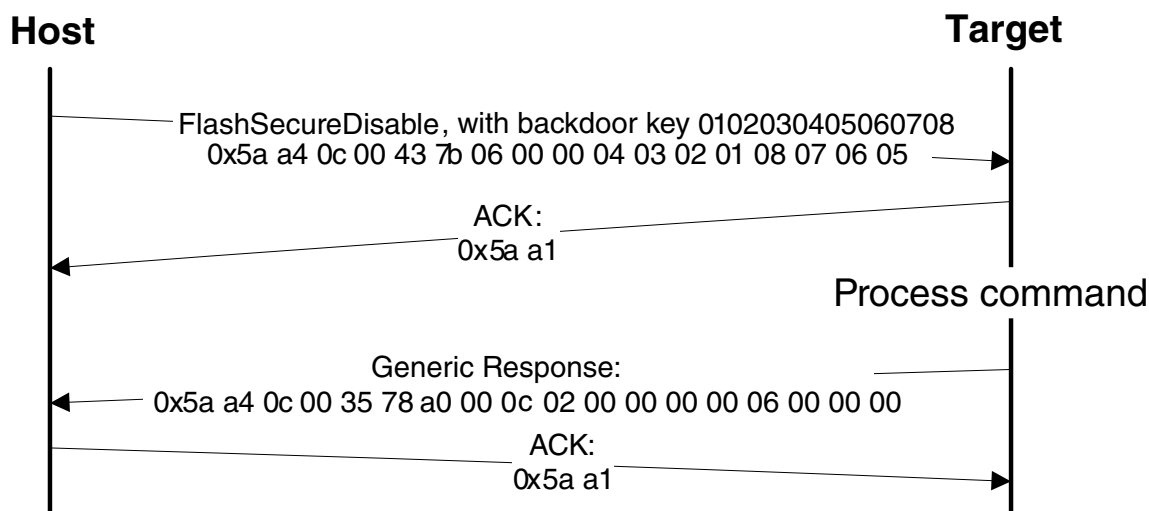 Host
Target
FlashSecureDisable, with backdoor key 0102030405060708
0x5a a4 0c 00 43 7b 06 00 00 04 03 02 01 08 07 06 05
ACK:
0x5a a1
Process command
Generic Response:
0x5a a4 0c 00 35 78 a0 00 0c 02 00 00 00 00 06 00 00 00
ACK:
0x5a a1